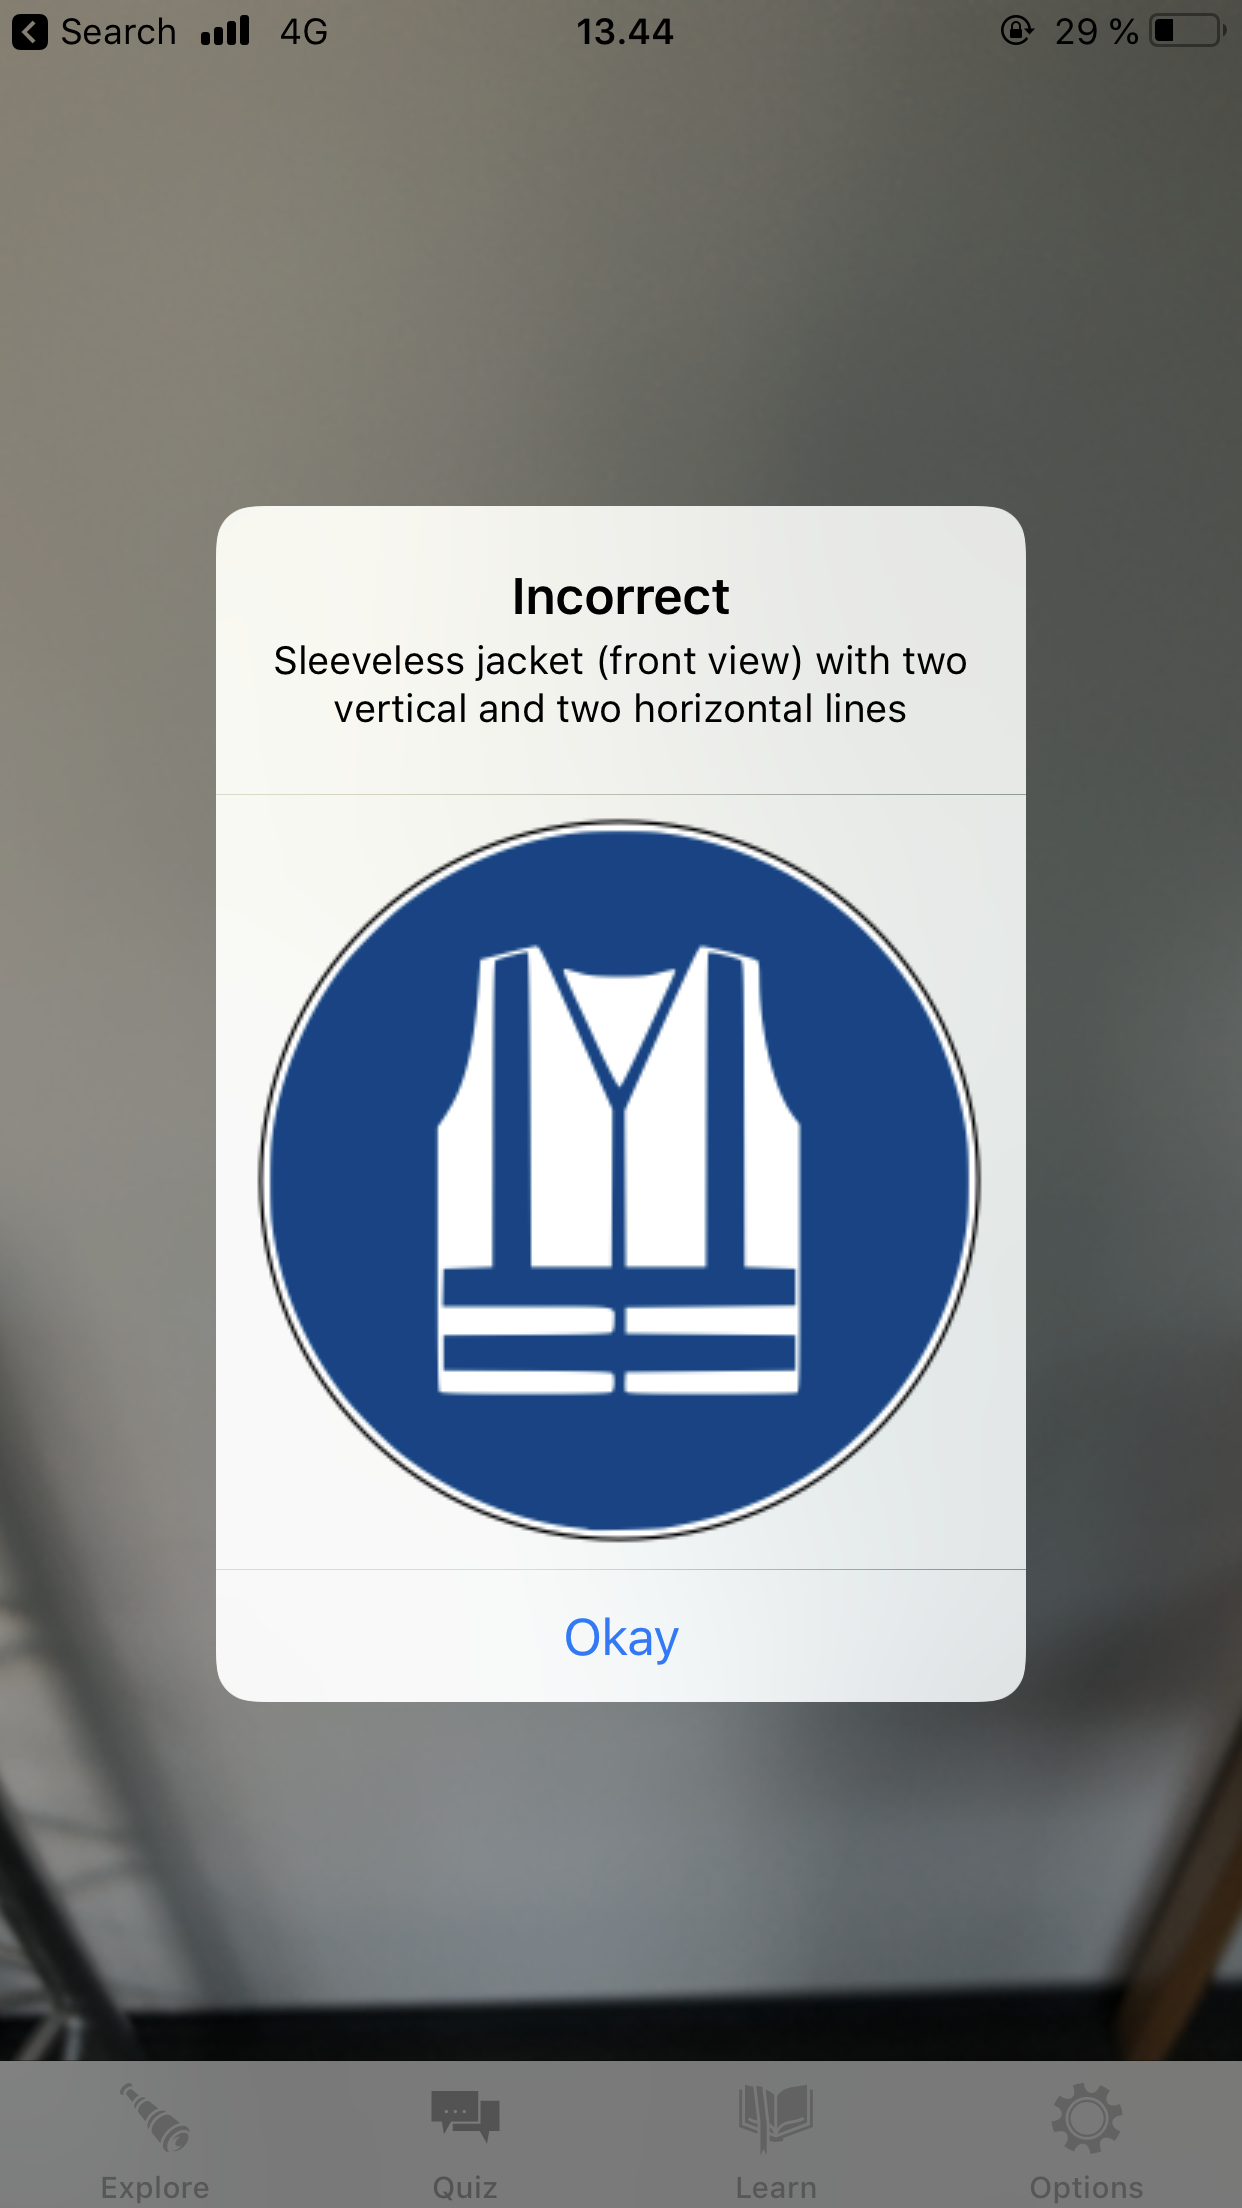 Search 4G 13.44 29 %
Incorrect
Sleeveless jacket (front view) with two
vertical and two horizontal lines
Okay
Explore Quiz Learn Options